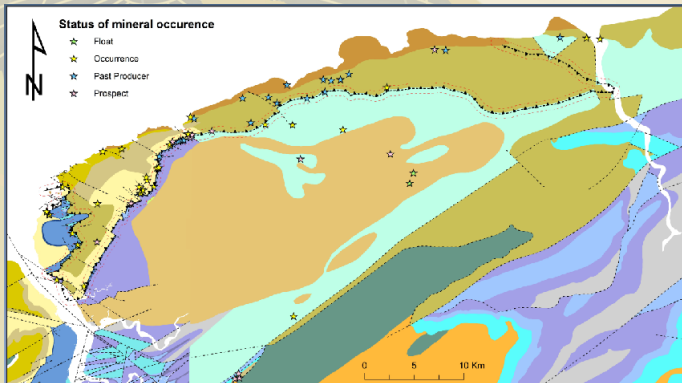 Status of mineral occurence
Float
Occurrence
Past Producer
Prospect
N
0 5 10 Km